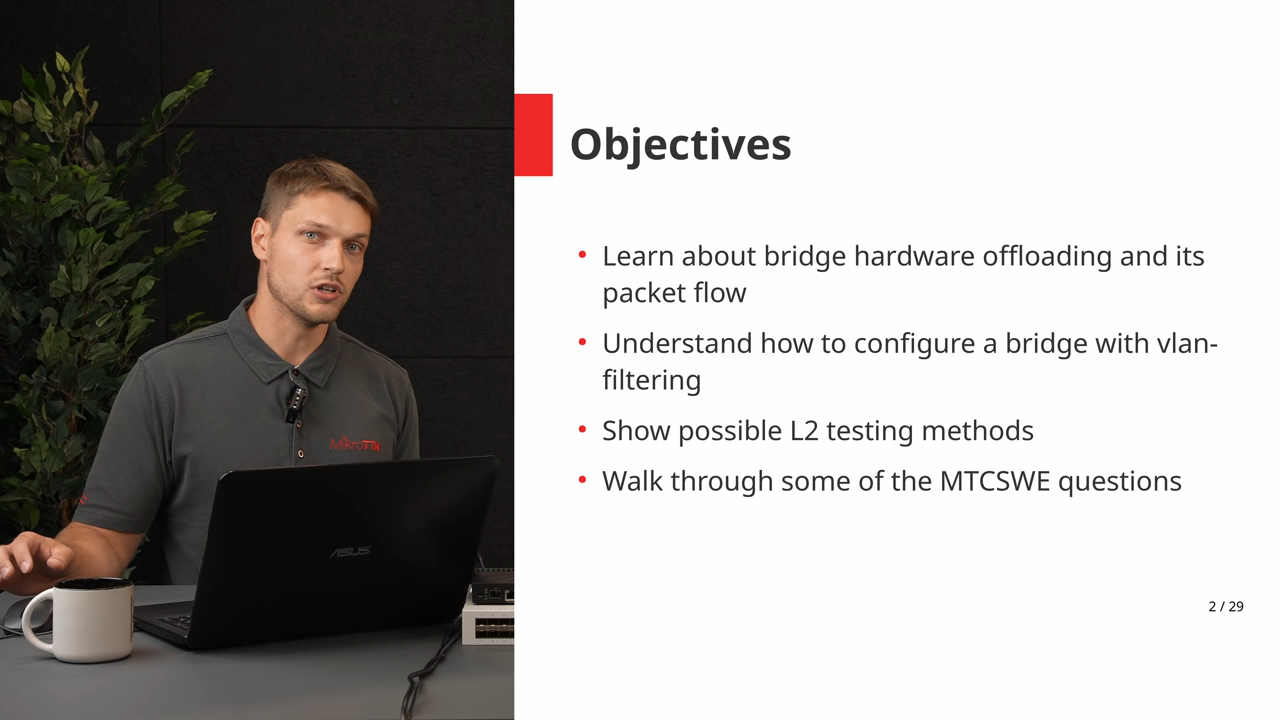 Objectives
• Learn about bridge hardware offloading and its
packet flow
• Understand how to configure a bridge with vlan-
filtering
• Show possible L2 testing methods
• Walk through some of the MTCSWE questions
2 / 29
MikroTik
ASUS